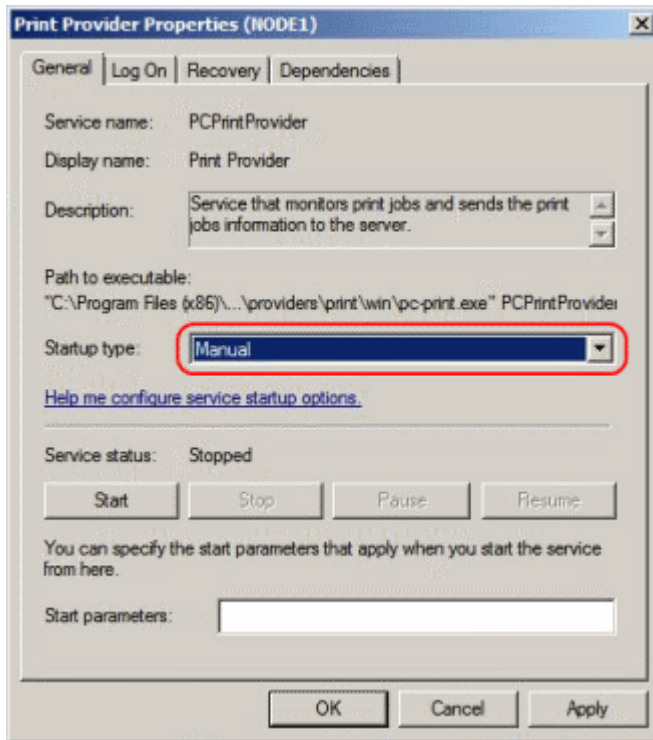 Print Provider Properties (NODE1)
General Log On Recovery Dependencies
Service name: PCPrintProvider
Display name: Print Provider
Description: Service that monitors print jobs and sends the print
jobs information to the server.
Path to executable:
"C:\Program Files (x86)\...\providers\print\win\pc-print.exe" PCPrintProvider
Startup type: Manual
Help me configure service startup options.
Service status: Stopped
Start Stop Pause Resume
You can specify the start parameters that apply when you start the service
from here.
Start parameters:
OK Cancel Apply